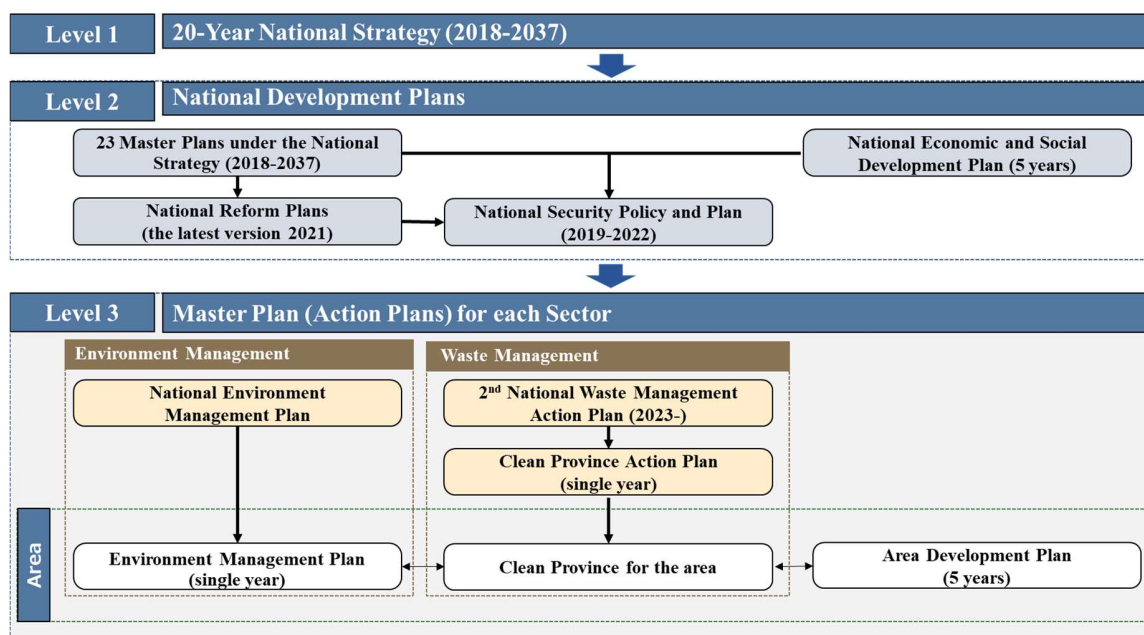 Level 1
20-Year National Strategy (2018-2037)
Level 2
National Development Plans
23 Master Plans under the National
Strategy (2018-2037)
National Economic and Social
Development Plan (5 years)
National Reform Plans
(the latest version 2021)
National Security Policy and Plan
(2019-2022)
Level 3
Master Plan (Action Plans) for each Sector
Environment Management
Waste Management
National Environment
Management Plan
2nd National Waste Management
Action Plan (2023-)
Clean Province Action Plan
(single year)
Area
Environment Management Plan
(single year)
Clean Province for the area
Area Development Plan
(5 years)